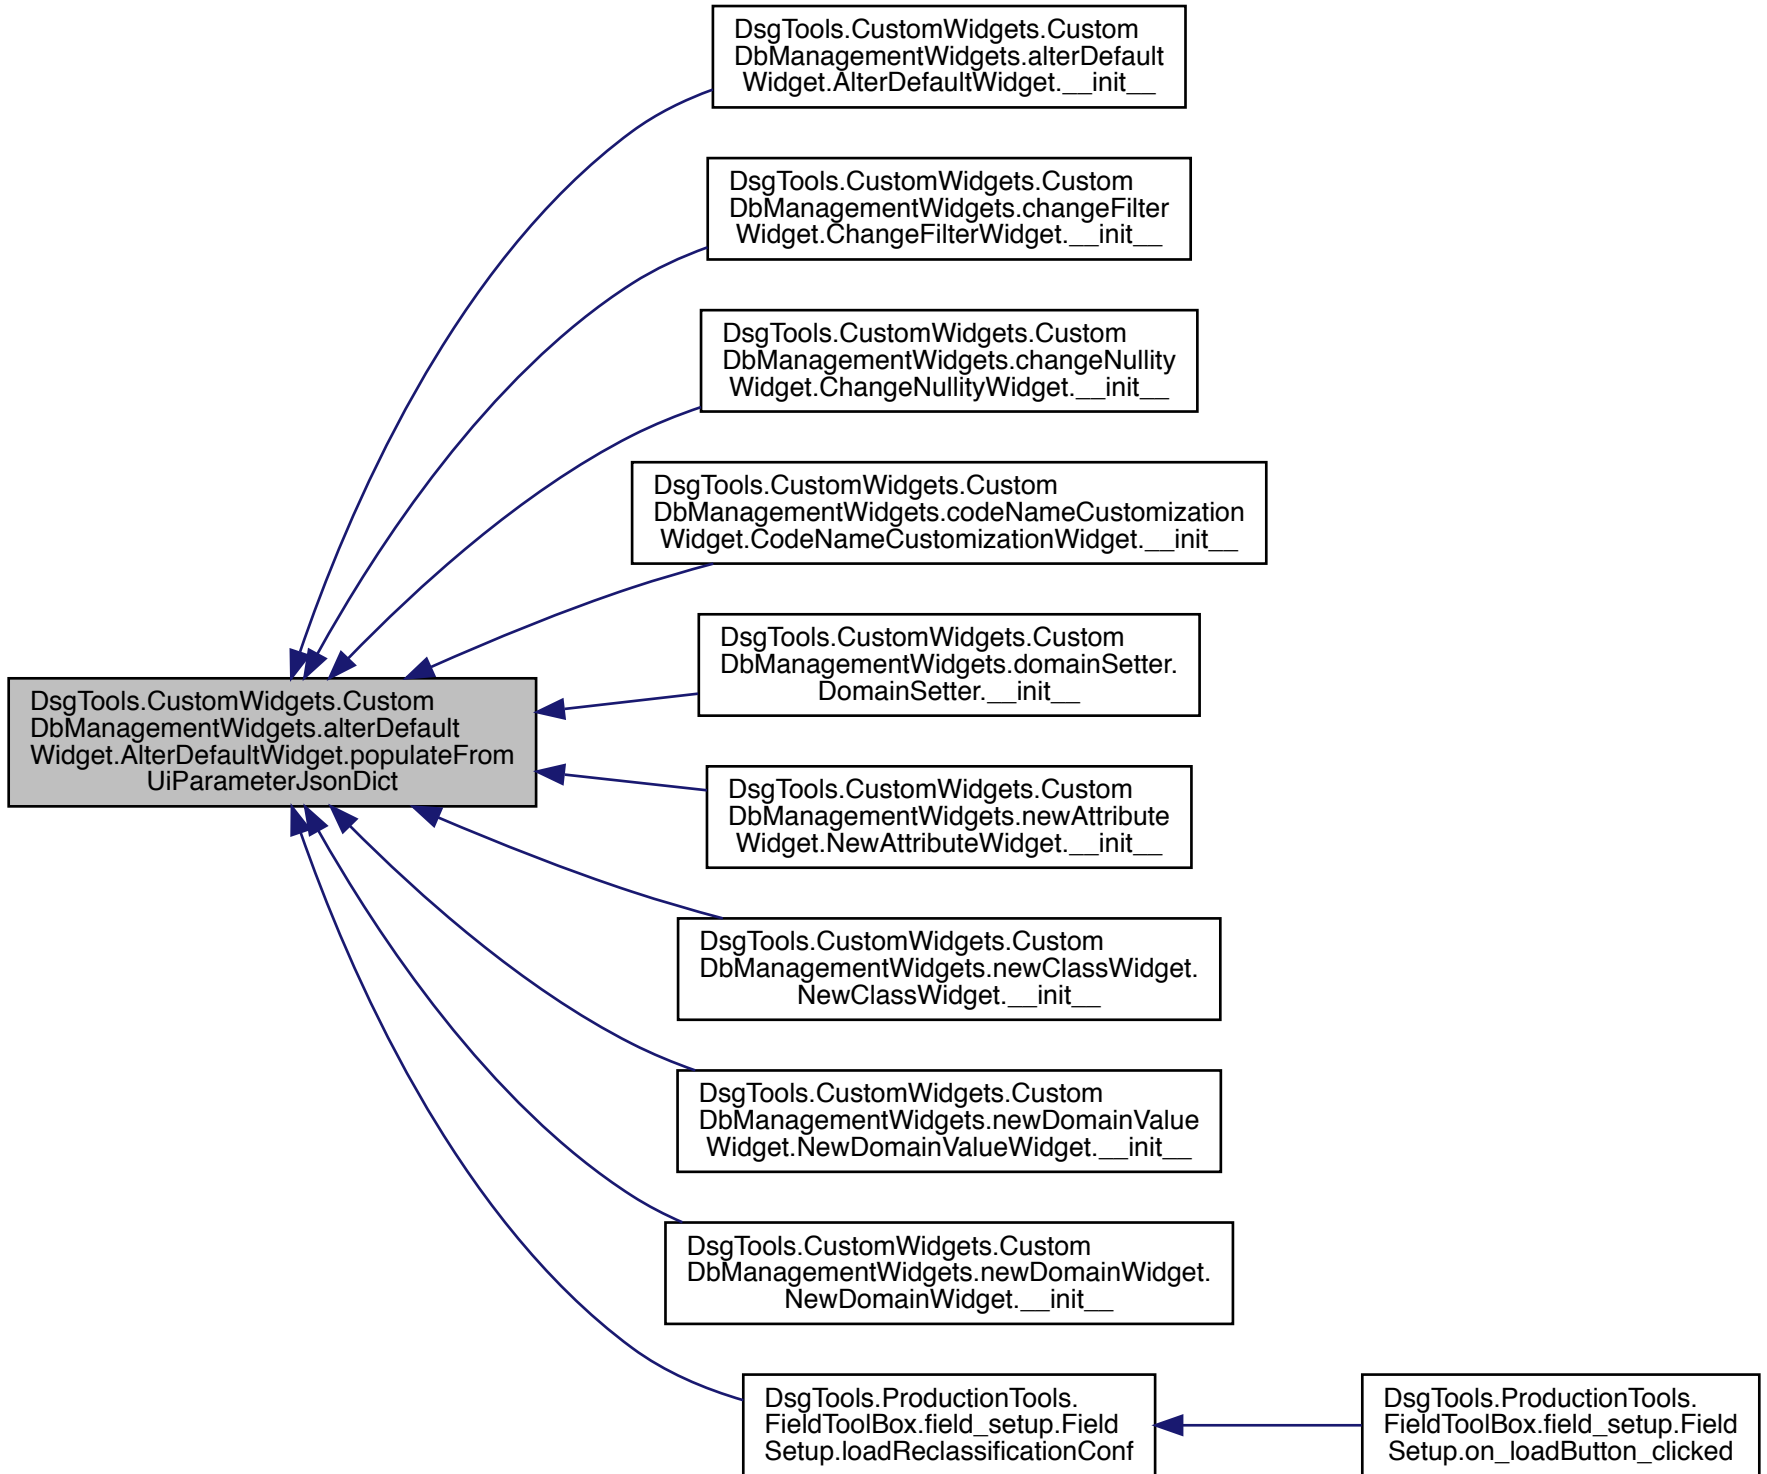 DsgTools.CustomWidgets.Custom
DbManagementWidgets.alterDefault
Widget.AlterDefaultWidget.__init__
DsgTools.CustomWidgets.Custom
DbManagementWidgets.changeFilter
Widget.ChangeFilterWidget.__init__
DsgTools.CustomWidgets.Custom
DbManagementWidgets.changeNullity
Widget.ChangeNullityWidget.__init__
DsgTools.CustomWidgets.Custom
DbManagementWidgets.codeNameCustomization
Widget.CodeNameCustomizationWidget.__init__
DsgTools.CustomWidgets.Custom
DbManagementWidgets.domainSetter.
DomainSetter.__init__
DsgTools.CustomWidgets.Custom
DbManagementWidgets.alterDefault
Widget.AlterDefaultWidget.populateFrom
UiParameterJsonDict
DsgTools.CustomWidgets.Custom
DbManagementWidgets.newAttribute
Widget.NewAttributeWidget.__init__
DsgTools.CustomWidgets.Custom
DbManagementWidgets.newClassWidget.
NewClassWidget.__init__
DsgTools.CustomWidgets.Custom
DbManagementWidgets.newDomainValue
Widget.NewDomainValueWidget.__init__
DsgTools.CustomWidgets.Custom
DbManagementWidgets.newDomainWidget.
NewDomainWidget.__init__
DsgTools.ProductionTools.
FieldToolBox.field_setup.Field
Setup.loadReclassificationConf
DsgTools.ProductionTools.
FieldToolBox.field_setup.Field
Setup.on_loadButton_clicked